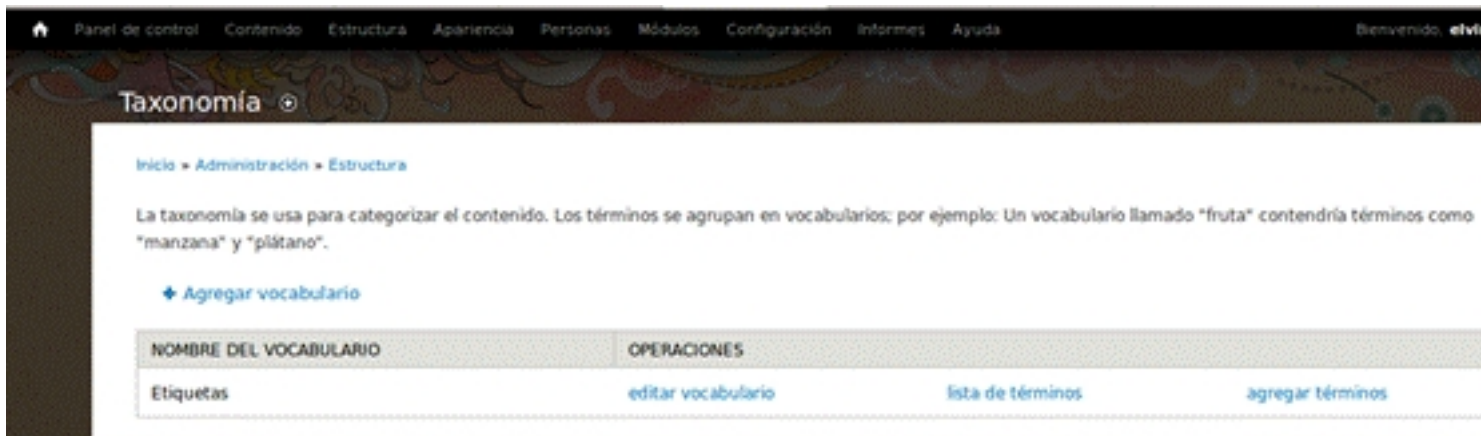 Panel de control Contenido Estructura Apariencia Personas Módulos Configuración Informes Ayuda Bienvenido, elvi
Taxonomía
Inicio » Administración » Estructura
La taxonomía se usa para categorizar el contenido. Los términos se agrupan en vocabularios; por ejemplo: Un vocabulario llamado "fruta" contendría términos como
"manzana" y "plátano".
Agregar vocabulario
NOMBRE DEL VOCABULARIO OPERACIONES
Etiquetas editar vocabulario lista de términos agregar términos